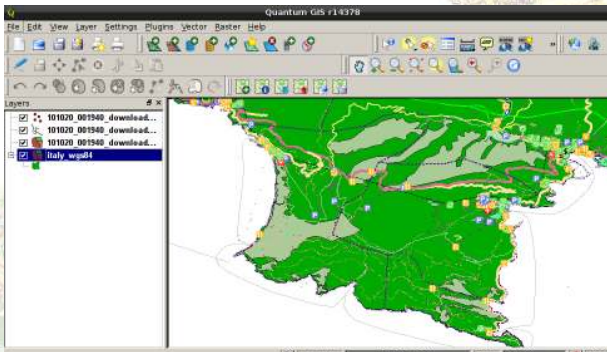 Quantum GIS r14378
File Edit View Layer Settings Plugins Vector Raster Help
Layers
101020_001940_download...
101020_001940_download...
101020_001940_download...
italy_wgs84